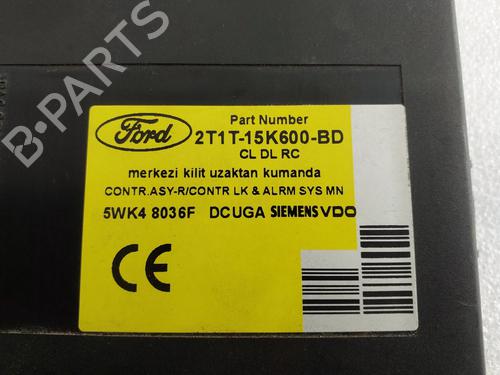 Part Number
Ford
2T1T-15K600-BD
CL DL RC
merkezi kilit uzaktan kumanda
CONTR.ASY-R/CONTR LK & ALRM SYS MN
5WK4 8036F DCUGA SIEMENS VDO
CE
B-PARTS